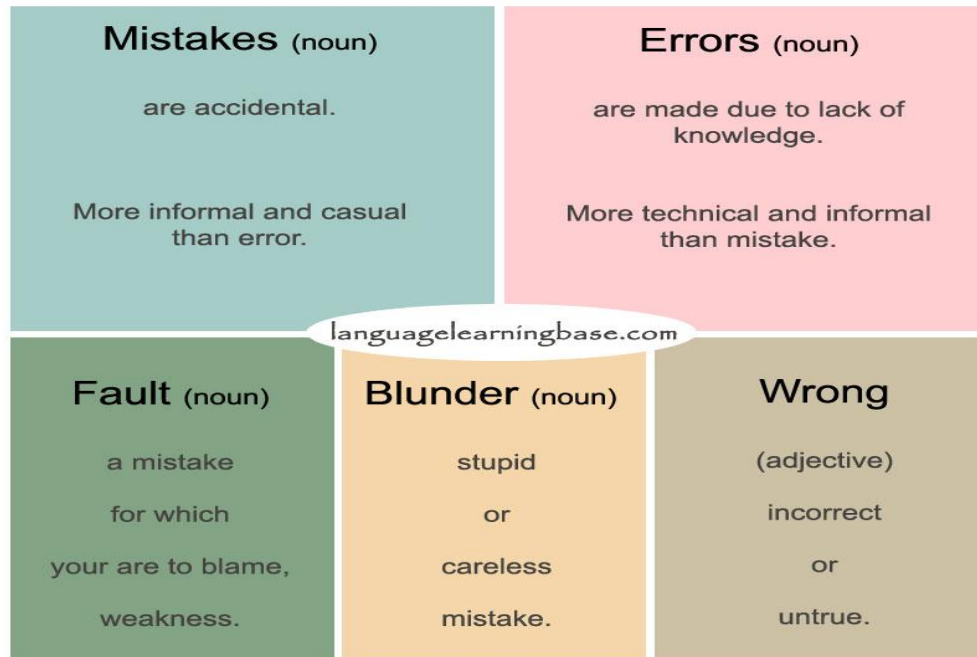 Mistakes (noun)
are accidental.
More informal and casual
than error.
Errors (noun)
are made due to lack of
knowledge.
More technical and informal
than mistake.
languagelearningbase.com
Fault (noun)
a mistake
for which
your are to blame,
weakness.
Blunder (noun)
stupid
or
careless
mistake.
Wrong
(adjective)
incorrect
or
untrue.